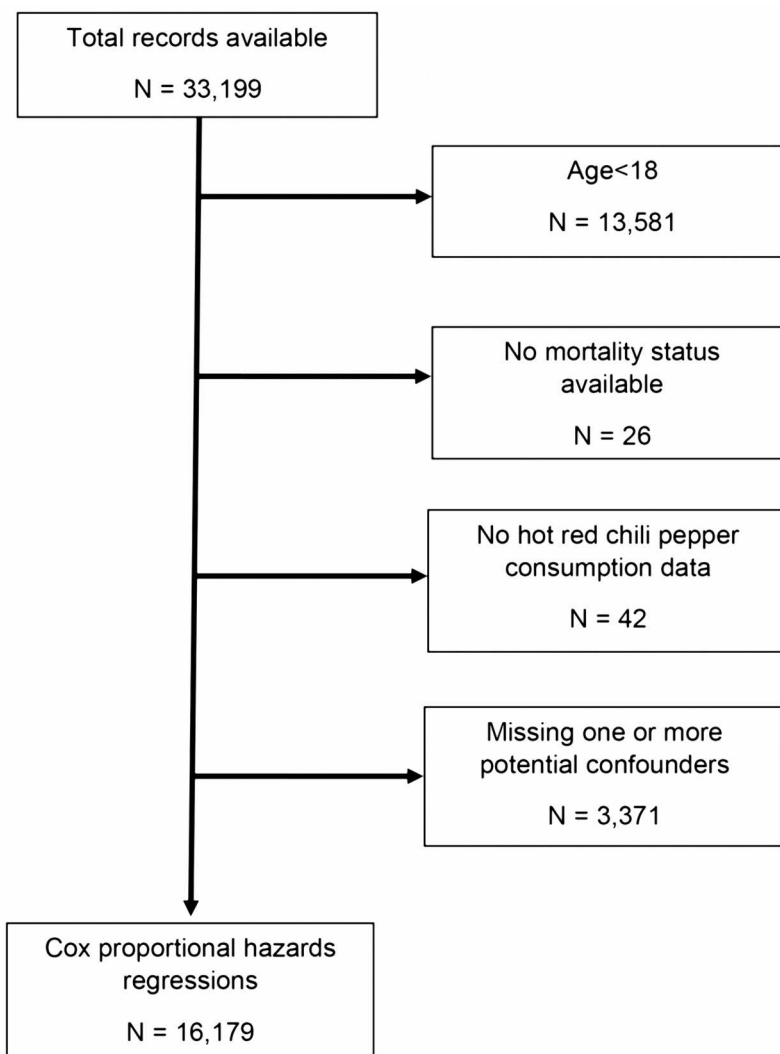 Total records available
N = 33,199
Age<18
N = 13,581
No mortality status
available
N = 26
No hot red chili pepper
consumption data
N = 42
Missing one or more
potential confounders
N = 3,371
Cox proportional hazards
regressions
N = 16,179